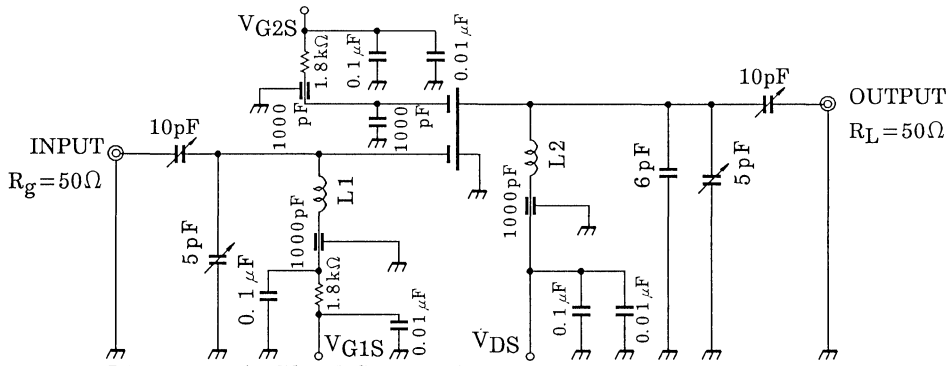 VG2S
1.8kΩ
0.1μF
0.01μF
1000
pF
1000
pF
10pF
INPUT
Rg=50Ω
5pF
L1
1000pF
0.1μF
1.8kΩ
0.01μF
VG1S
L2
1000pF
VDS
0.1μF
0.01μF
6pF
5pF
10pF
OUTPUT
RL=50Ω